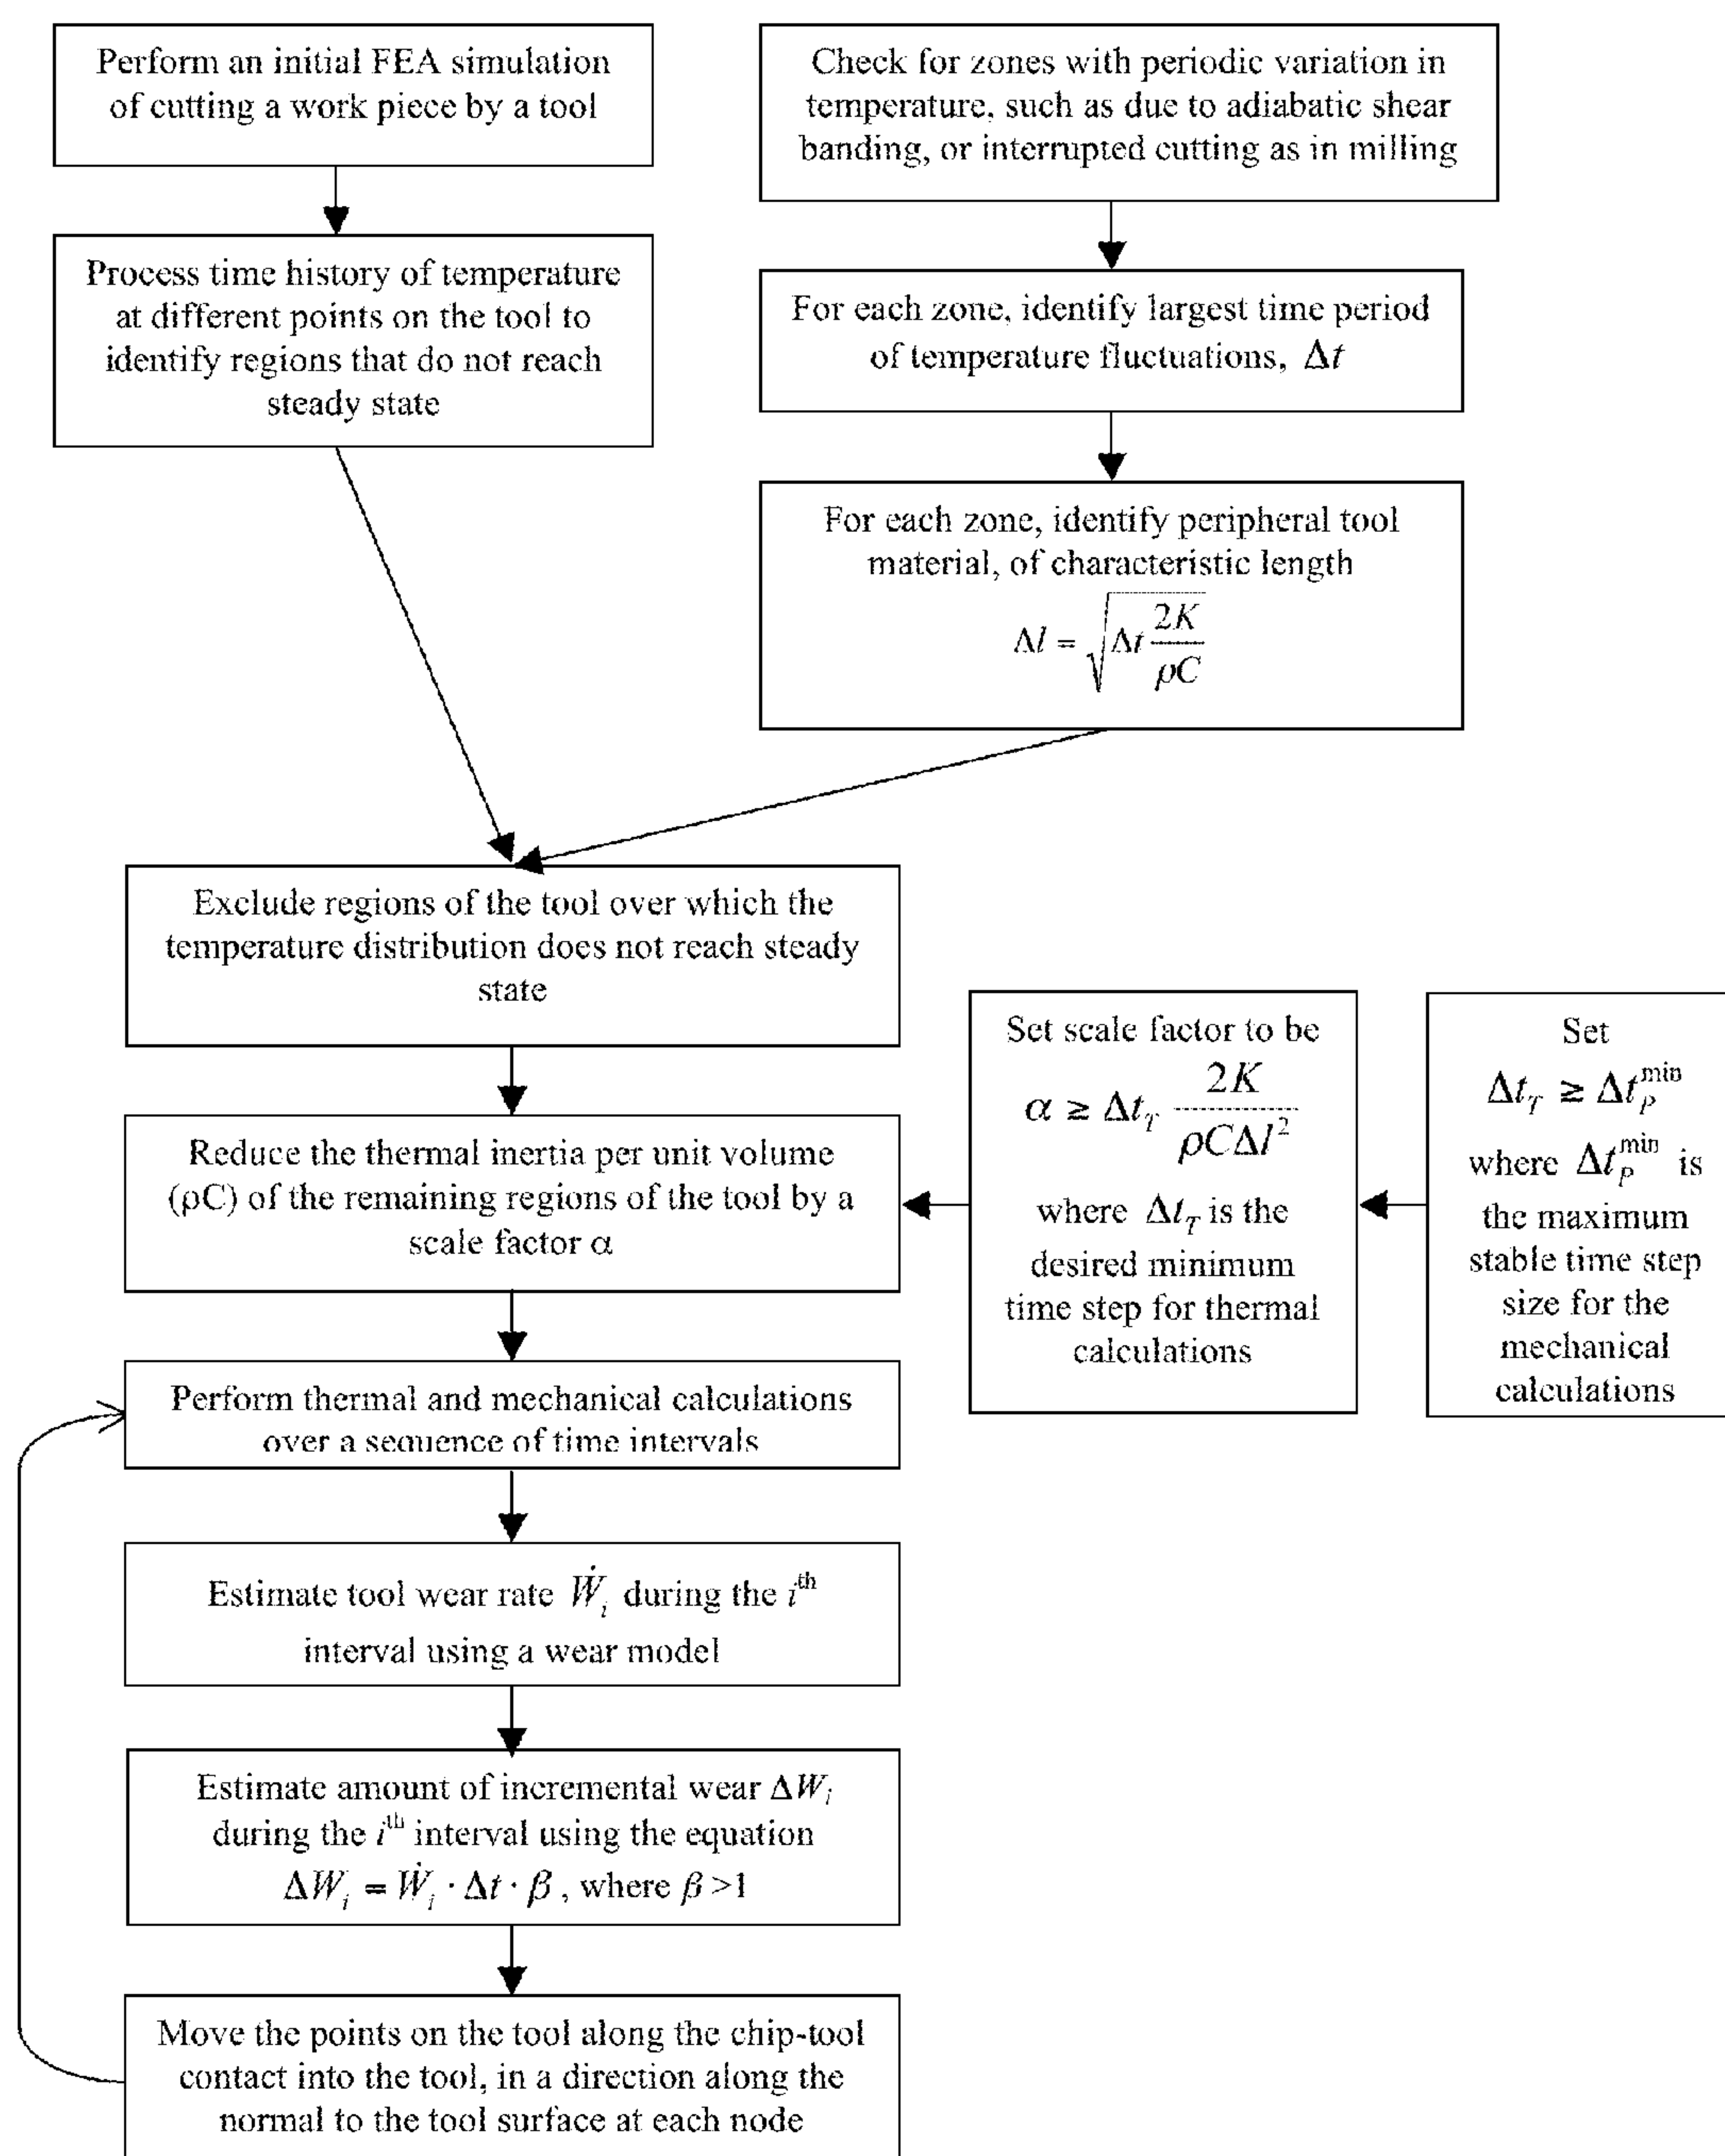 Perform an initial FEA simulation
of cutting a work piece by a tool
Process time history of temperature
at different points on the tool to
identify regions that do not reach
steady state
Check for zones with periodic variation in
temperature, such as due to adiabatic shear
banding, or interrupted cutting as in milling
For each zone, identify largest time period
of temperature fluctuations, Δt
For each zone, identify peripheral tool
material, of characteristic length
Δl = √(Δt 2K/ρC)
Exclude regions of the tool over which the
temperature distribution does not reach steady
state
Reduce the thermal inertia per unit volume
(ρC) of the remaining regions of the tool by a
scale factor α
Set scale factor to be
α ≥ Δt_T 2K/ρCΔl²
where Δt_T is the
desired minimum
time step for thermal
calculations
Set
Δt_T ≥ Δt_P^min
where Δt_P^min is
the maximum
stable time step
size for the
mechanical
calculations
Perform thermal and mechanical calculations
over a sequence of time intervals
Estimate tool wear rate Ẇ_i during the i^th
interval using a wear model
Estimate amount of incremental wear ΔW_i
during the i^th interval using the equation
ΔW_i = Ẇ_i · Δt · β , where β >1
Move the points on the tool along the chip-tool
contact into the tool, in a direction along the
normal to the tool surface at each node